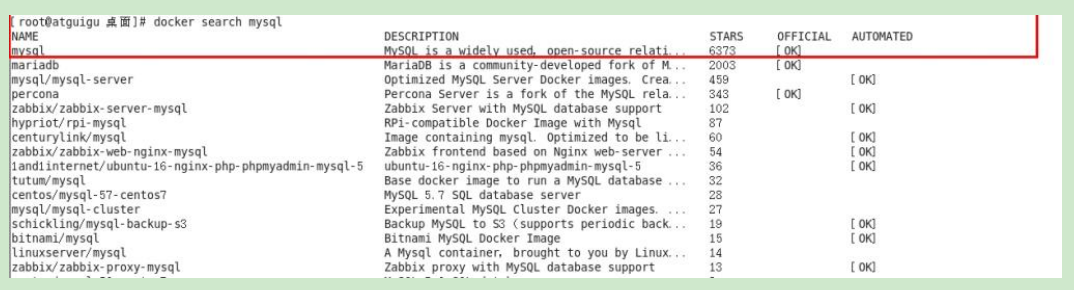 [root@atguigu 桌面]# docker search mysql
NAME DESCRIPTION STARS OFFICIAL AUTOMATED
mysql MySQL is a widely used, open-source relati... 6373 [OK]
mariadb MariaDB is a community-developed fork of M... 2003 [OK]
mysql/mysql-server Optimized MySQL Server Docker images. Crea... 459 [OK]
percona Percona Server is a fork of the MySQL rela... 343 [OK]
zabbix/zabbix-server-mysql Zabbix Server with MySQL database support 102 [OK]
hypriot/rpi-mysql RPi-compatible Docker Image with Mysql 87
centurylink/mysql Image containing mysql. Optimized to be li... 60 [OK]
zabbix/zabbix-web-nginx-mysql Zabbix frontend based on Nginx web-server ... 54 [OK]
1and1internet/ubuntu-16-nginx-php-phpmyadmin-mysql-5 ubuntu-16-nginx-php-phpmyadmin-mysql-5 36 [OK]
tutum/mysql Base docker image to run a MySQL database ... 32
centos/mysql-57-centos7 MySQL 5.7 SQL database server 28
mysql/mysql-cluster Experimental MySQL Cluster Docker images. ... 27
schickling/mysql-backup-s3 Backup MySQL to S3 (supports periodic back... 19 [OK]
bitnami/mysql Bitnami MySQL Docker Image 15 [OK]
linuxserver/mysql A Mysql container, brought to you by Linux... 14
zabbix/zabbix-proxy-mysql Zabbix proxy with MySQL database support 13 [OK]